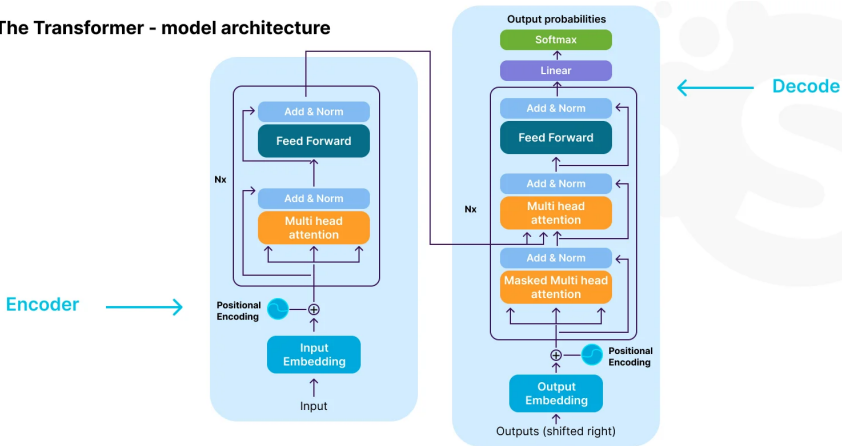 The Transformer - model architecture
Output probabilities
Softmax
Linear
Decode
Add & Norm
Feed Forward
Nx
Add & Norm
Multi head
attention
Encoder
Positional
Encoding
Input
Embedding
Input
Add & Norm
Feed Forward
Nx
Add & Norm
Multi head
attention
Add & Norm
Masked Multi head
attention
Positional
Encoding
Output
Embedding
Outputs (shifted right)